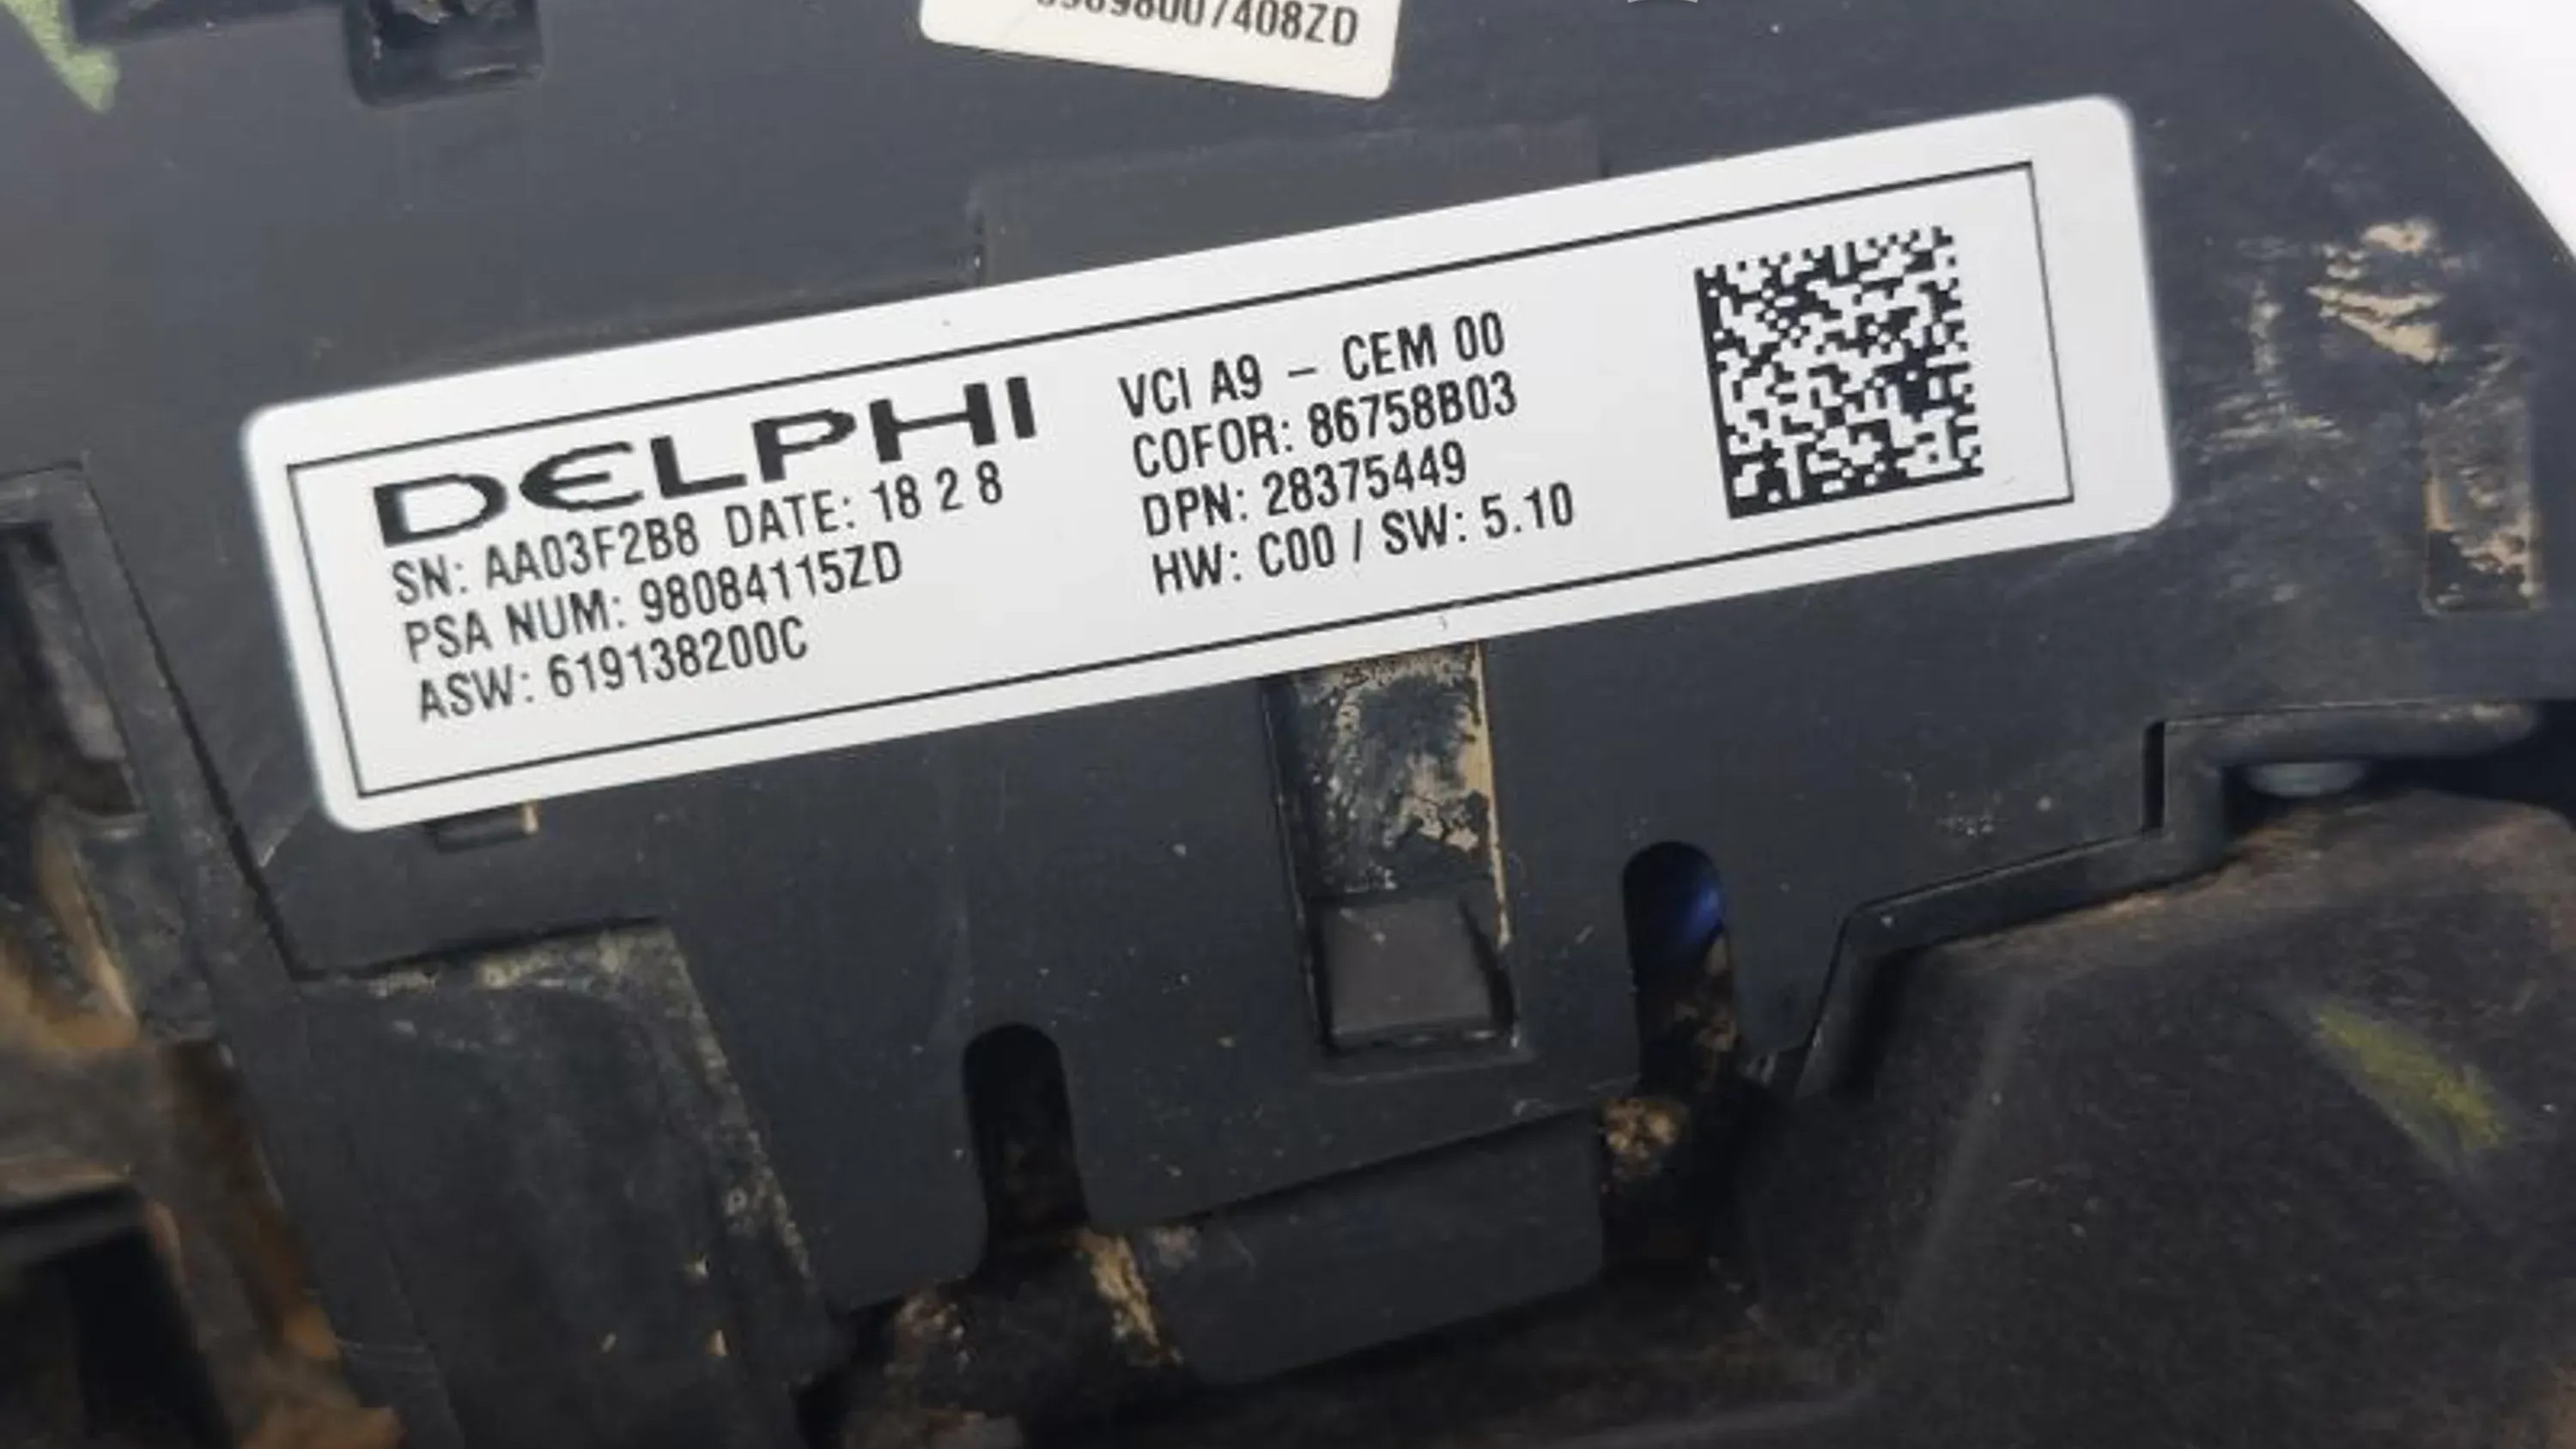 DELPHI
SN: AA03F2B8 DATE: 18 2 8
PSA NUM: 98084115ZD
ASW: 619138200C
VCI A9 – CEM 00
COFOR: 86758B03
DPN: 28375449
HW: C00 / SW: 5.10